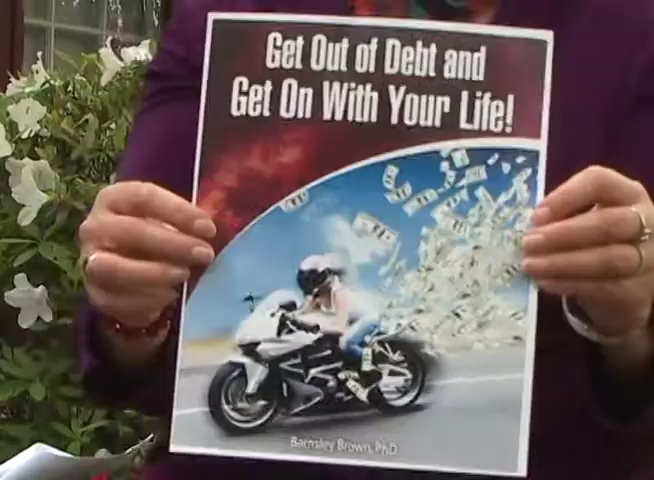 Get Out of Debt and
Get On With Your Life!
Barnsley Brown, PhD